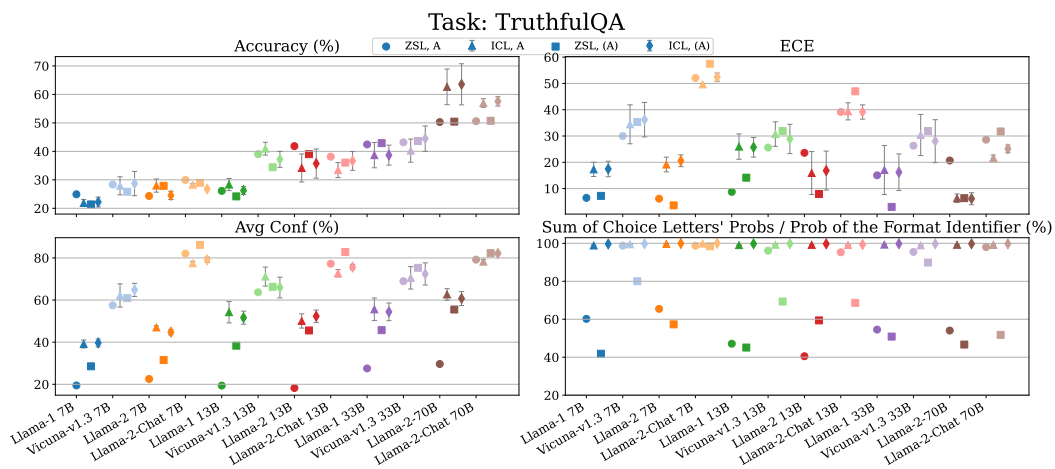 Task: TruthfulQA
ZSL, A
ICL, A
ZSL, (A)
ICL, (A)
Accuracy (%)
70
60
50
40
30
20
ECE
60
50
40
30
20
10
Avg Conf (%)
80
60
40
20
Llama-1 7B
Vicuna-v1.3 7B
Llama-2 7B
Llama-2-Chat 7B
Llama-1 13B
Vicuna-v1.3 13B
Llama-2 13B
Llama-2-Chat 13B
Llama-1 33B
Vicuna-v1.3 33B
Llama-2-70B
Llama-2-Chat 70B
Sum of Choice Letters' Probs / Prob of the Format Identifier (%)
100
80
60
40
20
Llama-1 7B
Vicuna-v1.3 7B
Llama-2 7B
Llama-2-Chat 7B
Llama-1 13B
Vicuna-v1.3 13B
Llama-2 13B
Llama-2-Chat 13B
Llama-1 33B
Vicuna-v1.3 33B
Llama-2-70B
Llama-2-Chat 70B